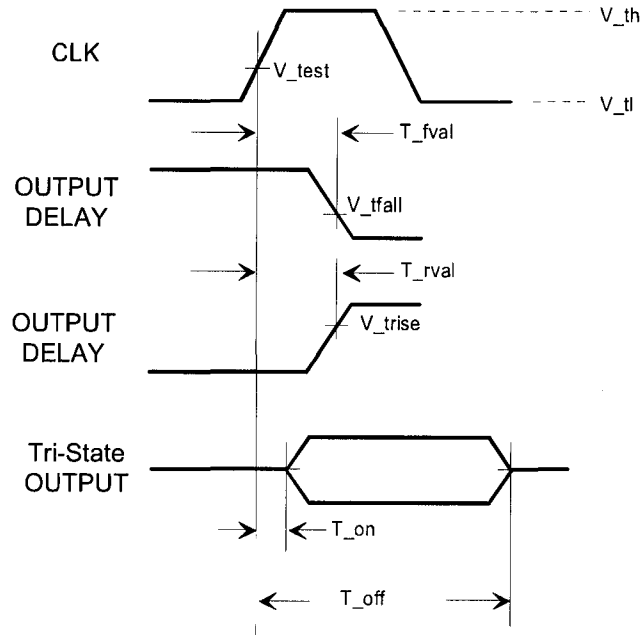 V_th
CLK
V_test
V_tl
T_fval
OUTPUT
DELAY
V_tfall
T_rval
OUTPUT
DELAY
V_trise
Tri-State
OUTPUT
T_on
T_off